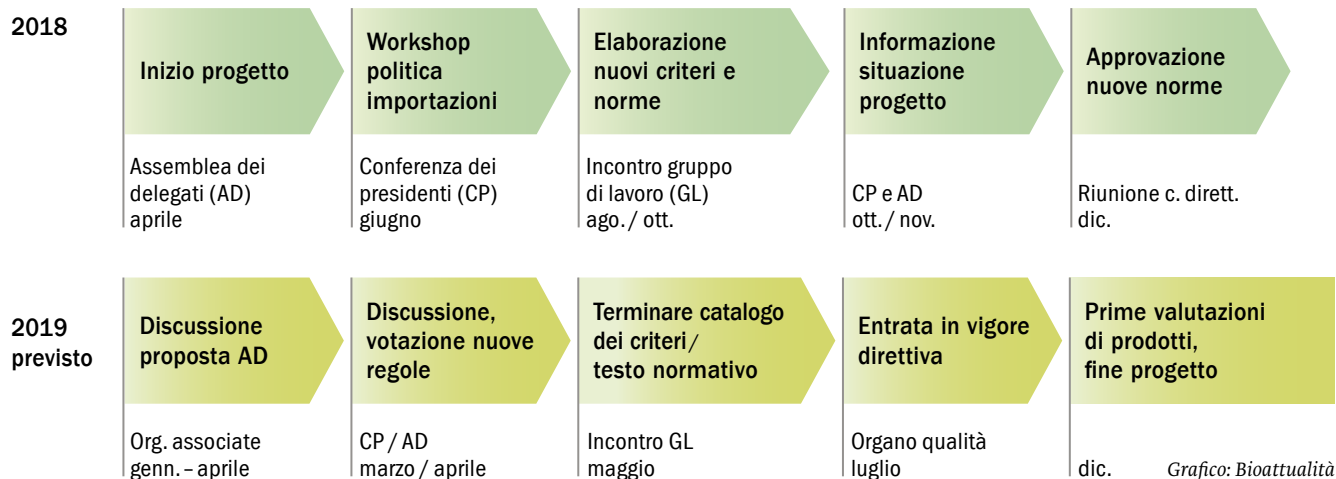 2018
Inizio progetto
Assemblea dei
delegati (AD)
aprile
Workshop
politica
importazioni
Conferenza dei
presidenti (CP)
giugno
Elaborazione
nuovi criteri e
norme
Incontro gruppo
di lavoro (GL)
ago. / ott.
Informazione
situazione
progetto
CP e AD
ott. / nov.
Approvazione
nuove norme
Riunione c. dirett.
dic.
2019
previsto
Discussione
proposta AD
Org. associate
genn. – aprile
Discussione,
votazione nuove
regole
CP / AD
marzo / aprile
Terminare catalogo
dei criteri /
testo normativo
Incontro GL
maggio
Entrata in vigore
direttiva
Organo qualità
luglio
Prime valutazioni
di prodotti,
fine progetto
dic.
Grafico: Bioattualità